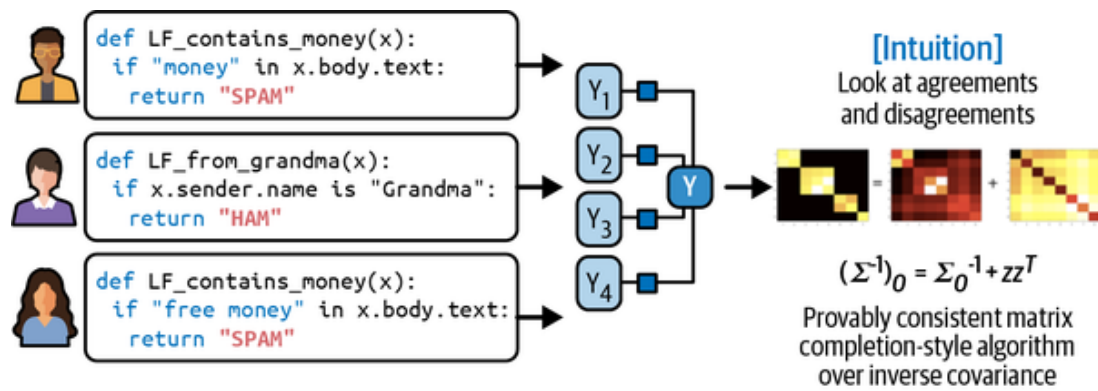 def LF_contains_money(x):
if "money" in x.body.text:
return "SPAM"
def LF_from_grandma(x):
if x.sender.name is "Grandma":
return "HAM"
def LF_contains_money(x):
if "free money" in x.body.text:
return "SPAM"
Y₁
Y₂
Y₃
Y₄
Y
[Intuition]
Look at agreements
and disagreements
= +
(Σ⁻¹)₀ = Σ₀⁻¹ + zzᵀ
Provably consistent matrix
completion-style algorithm
over inverse covariance